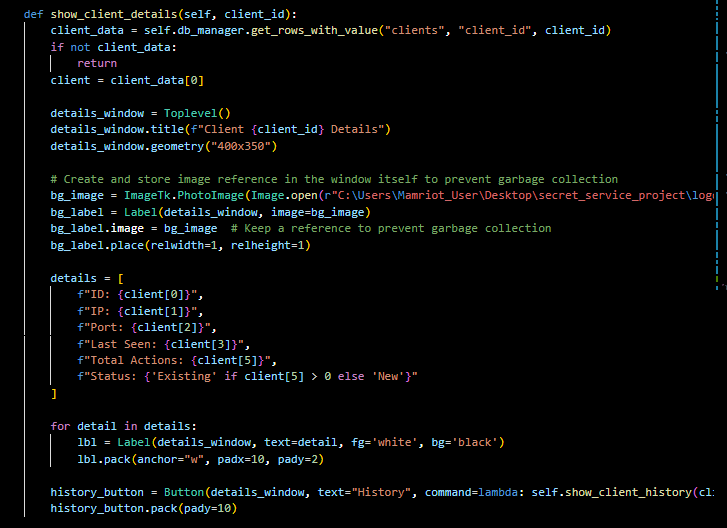 def show_client_details(self, client_id):
    client_data = self.db_manager.get_rows_with_value("clients", "client_id", client_id)
    if not client_data:
        return
    client = client_data[0]

    details_window = Toplevel()
    details_window.title(f"Client {client_id} Details")
    details_window.geometry("400x350")

    # Create and store image reference in the window itself to prevent garbage collection
    bg_image = ImageTk.PhotoImage(Image.open(r"C:\Users\Mamriot_User\Desktop\secret_service_project\log
    bg_label = Label(details_window, image=bg_image)
    bg_label.image = bg_image  # Keep a reference to prevent garbage collection
    bg_label.place(relwidth=1, relheight=1)

    details = [
        f"ID: {client[0]}",
        f"IP: {client[1]}",
        f"Port: {client[2]}",
        f"Last Seen: {client[3]}",
        f"Total Actions: {client[5]}",
        f"Status: {'Existing' if client[5] > 0 else 'New'}"
    ]

    for detail in details:
        lbl = Label(details_window, text=detail, fg='white', bg='black')
        lbl.pack(anchor="w", padx=10, pady=2)

    history_button = Button(details_window, text="History", command=lambda: self.show_client_history(cl
    history_button.pack(pady=10)